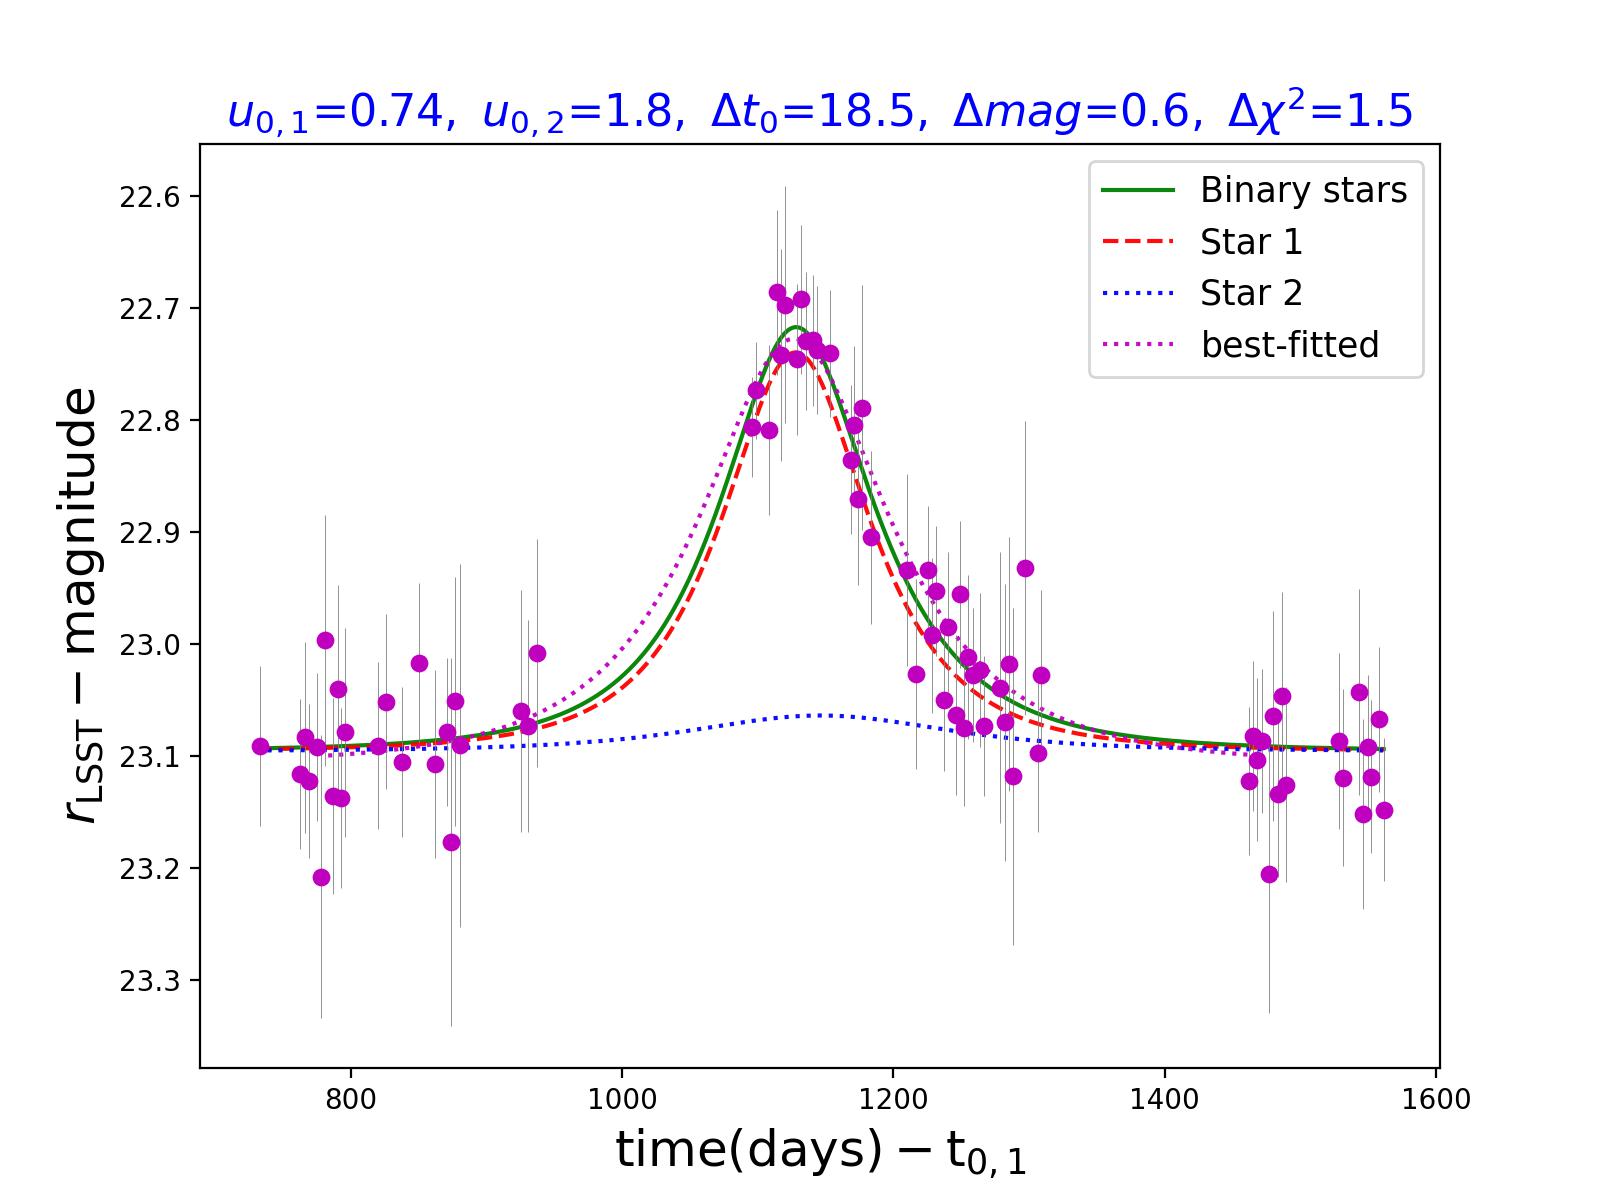 u0,1=0.74, u0,2=1.8, Δt0=18.5, Δmag=0.6, Δχ²=1.5
Binary stars
Star 1
Star 2
best-fitted
22.6
22.7
22.8
22.9
23.0
23.1
23.2
23.3
rLSST − magnitude
800 1000 1200 1400 1600
time(days) − t0,1